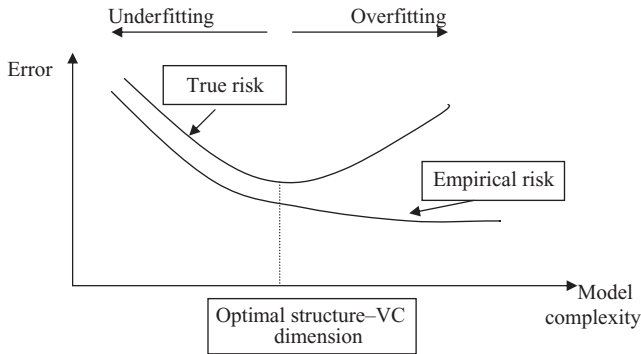 Underfitting
Overfitting
Error
True risk
Empirical risk
Optimal structure–VC
dimension
Model
complexity